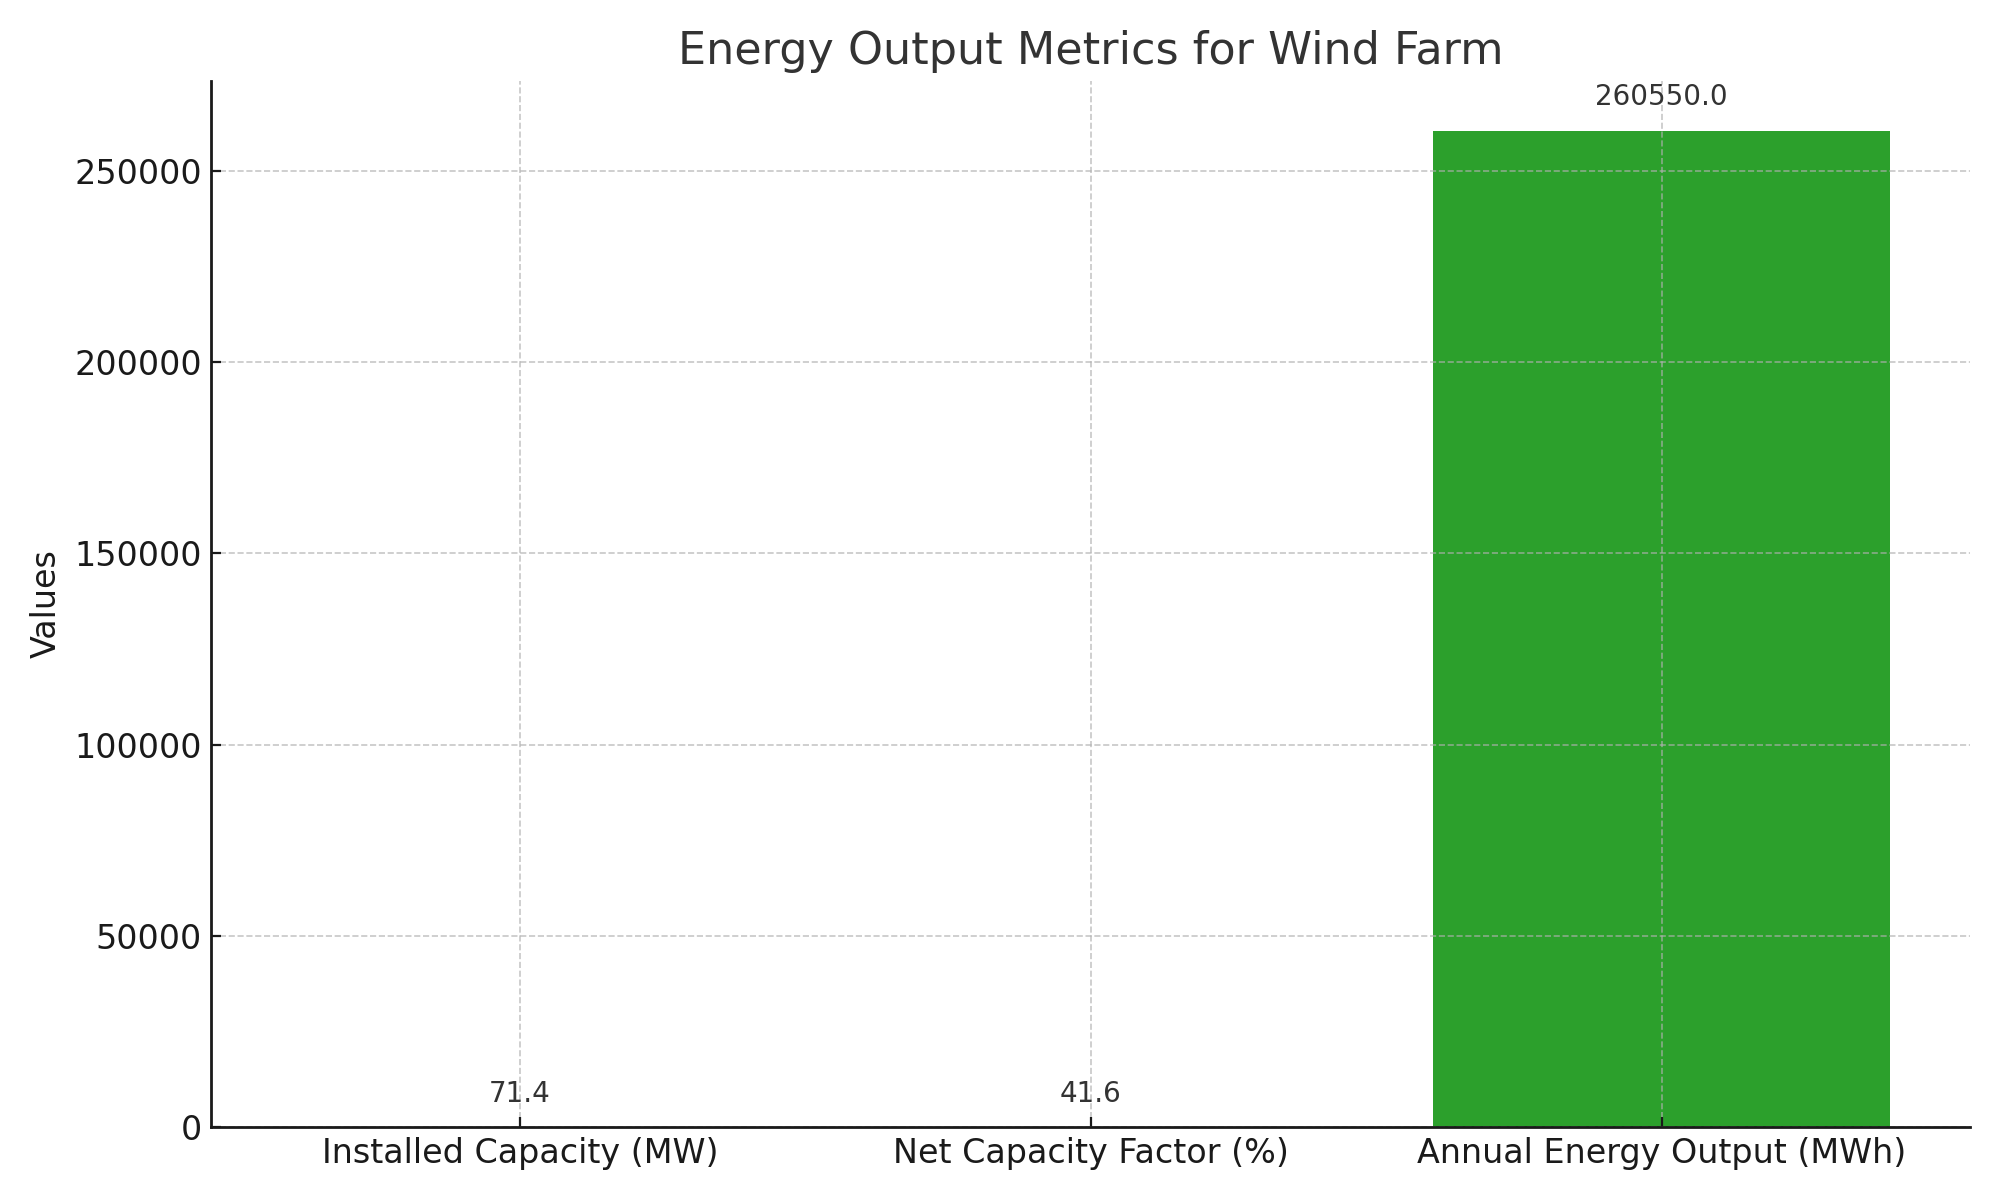 Energy Output Metrics for Wind Farm
260550.0
250000
200000
150000
100000
50000
0
Values
71.4
41.6
Installed Capacity (MW)
Net Capacity Factor (%)
Annual Energy Output (MWh)